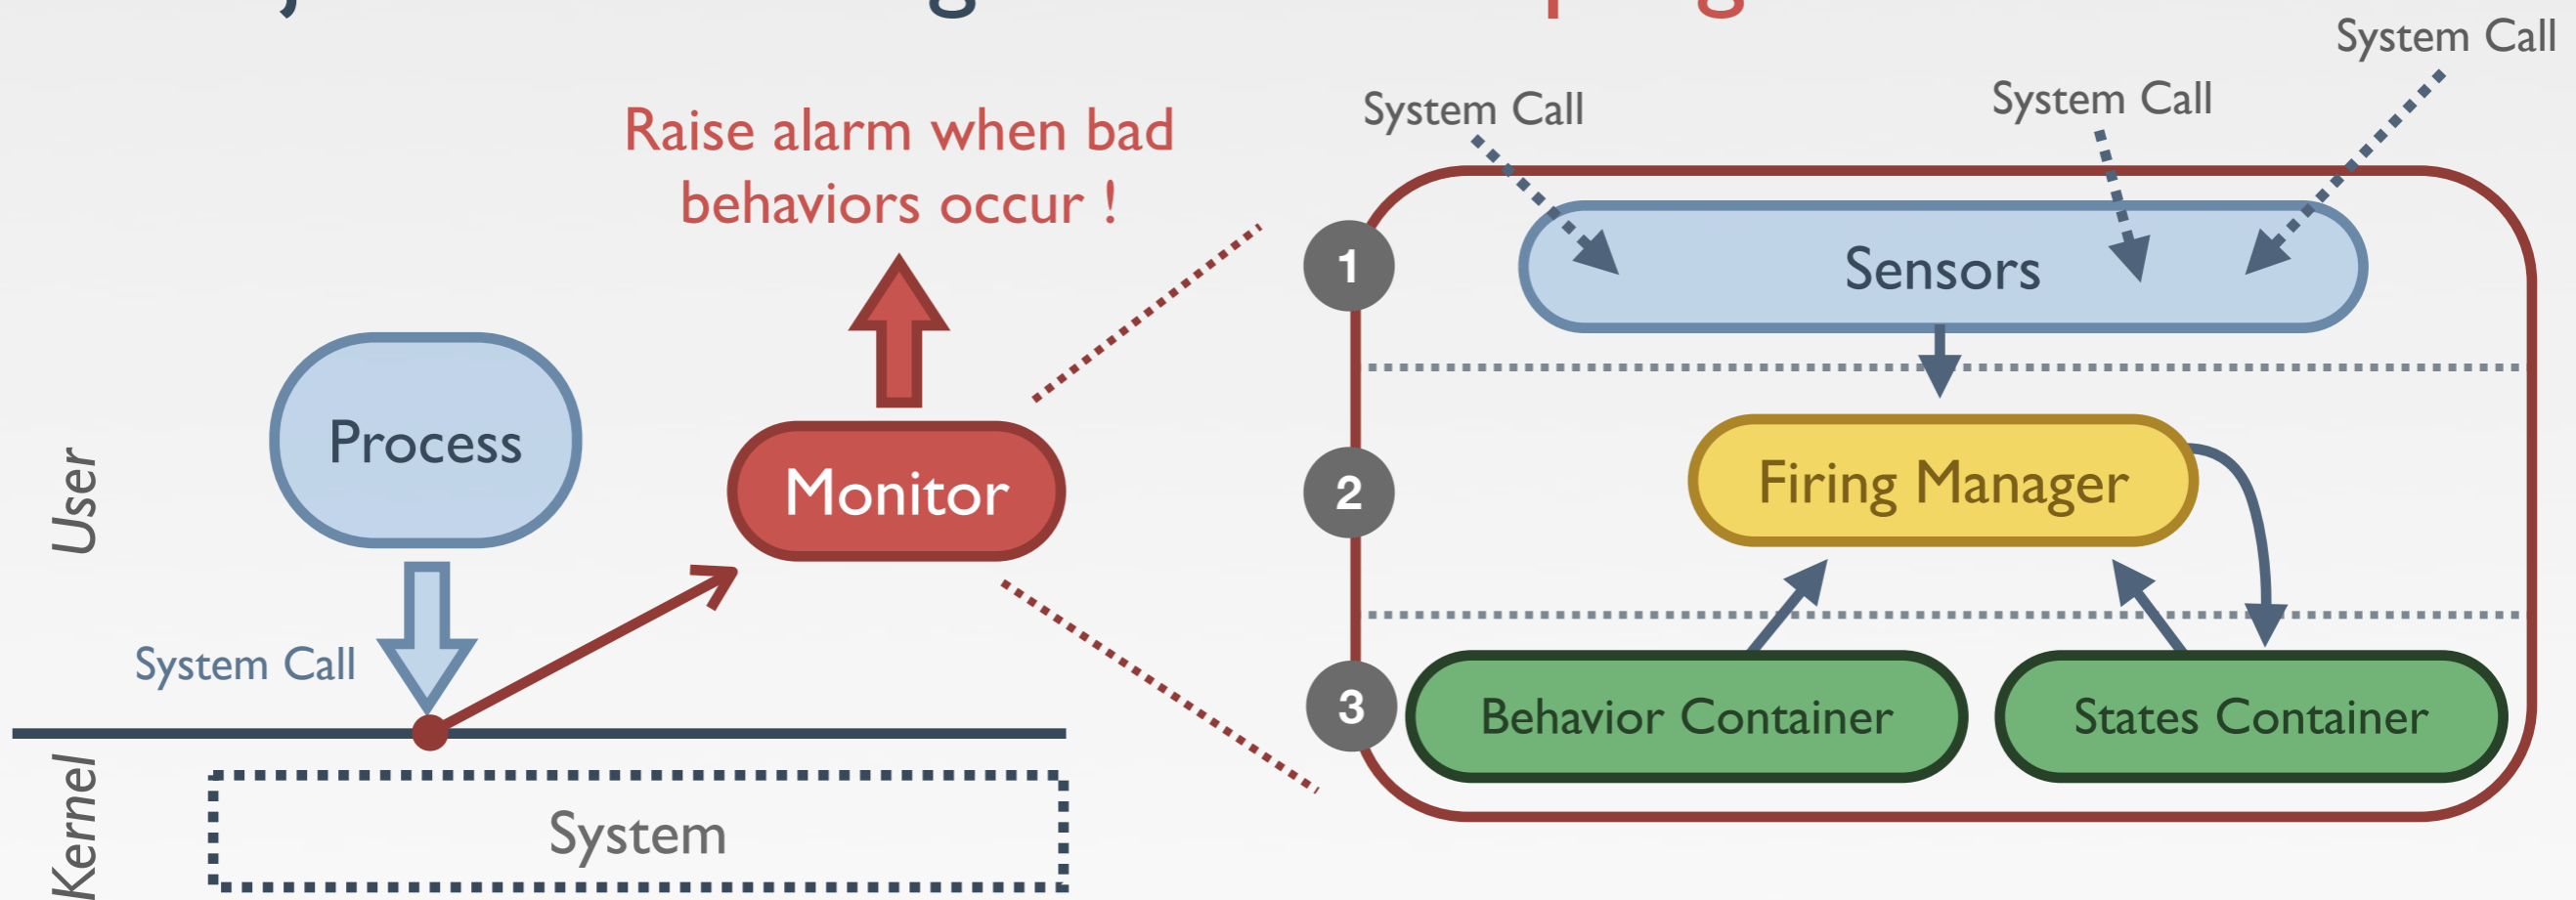 System Call
System Call
System Call
Raise alarm when bad
behaviors occur !
1
Sensors
Process
Monitor
User
2
Firing Manager
System Call
3
Behavior Container
States Container
Kernel
System